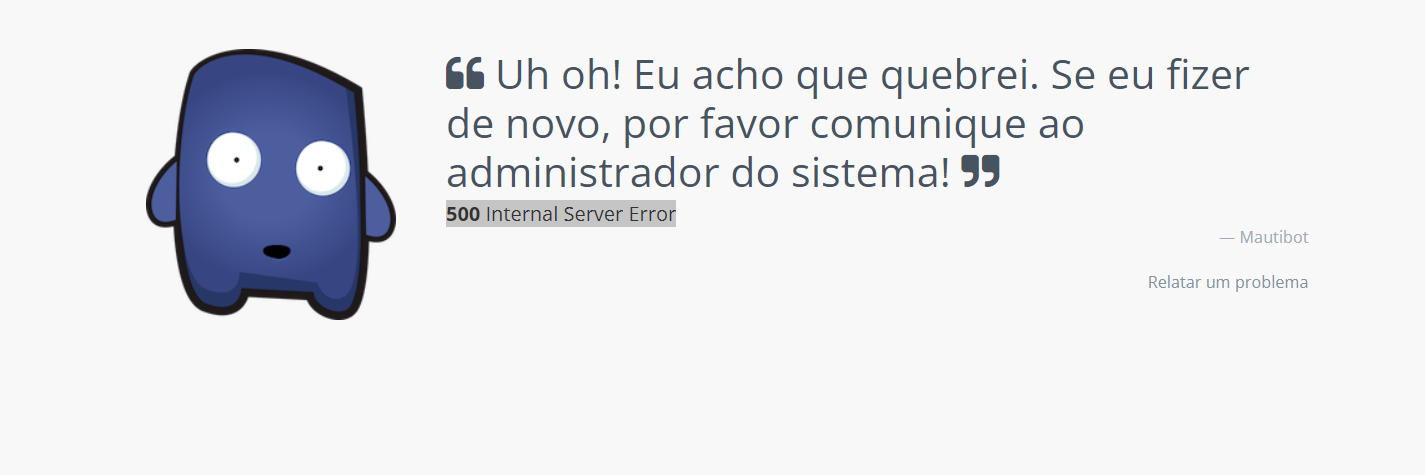 ❝ Uh oh! Eu acho que quebrei. Se eu fizer
de novo, por favor comunique ao
administrador do sistema! ❞
500 Internal Server Error
— Mautibot
Relatar um problema